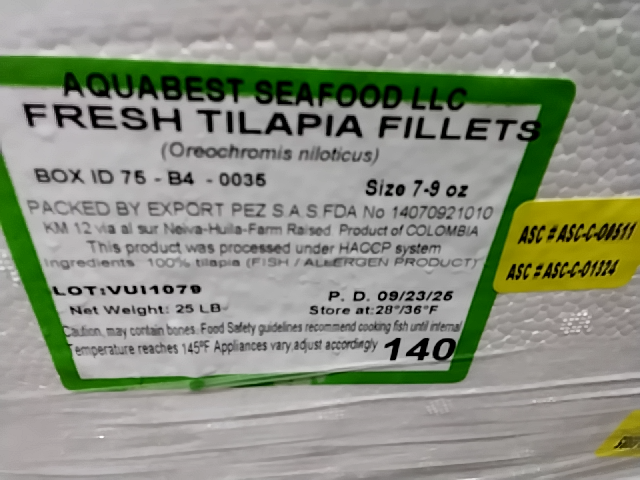 AQUABEST SEAFOOD LLC
FRESH TILAPIA FILLETS
(Oreochromis niloticus)
BOX ID 75 - B4 - 0035
Size 7-9 oz
PACKED BY EXPORT PEZ S.A.S.FDA No 14070921010
KM 12 via al sur Neiva-Huila-Farm Raised. Product of COLOMBIA
This product was processed under HACCP system
Ingredients: 100% tilapia (FISH / ALLERGEN PRODUCT)
LOT:VU11079
P. D. 09/23/25
Net Weight: 25 LB
Store at:28°/36°F
Caution, may contain bones. Food Safety guidelines recommend cooking fish until internal
Temperature reaches 145ºF Appliances vary,adjust accordingly
140
ASC # ASC-C-00511
ASC # ASC-C-01324